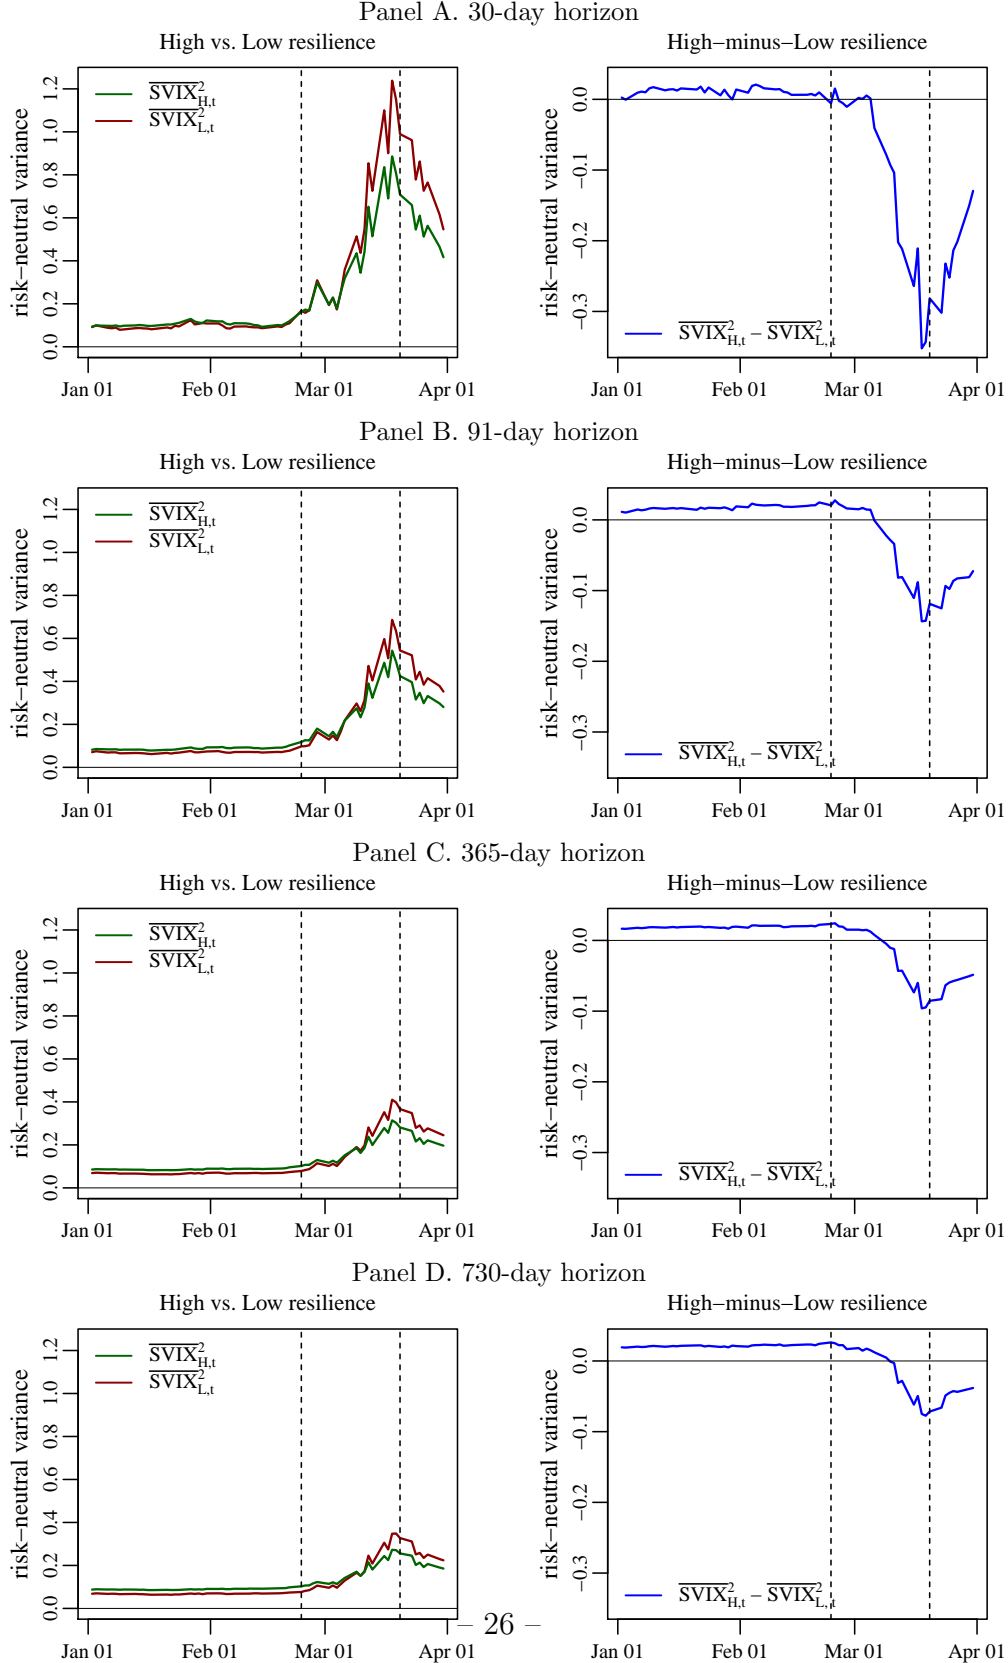 Panel A. 30-day horizon
High vs. Low resilience
risk−neutral variance
0.0 0.2 0.4 0.6 0.8 1.0 1.2
SVIX²H,t
SVIX²L,t
Jan 01 Feb 01 Mar 01 Apr 01
High−minus−Low resilience
risk−neutral variance
−0.3 −0.2 −0.1 0.0
SVIX²H,t − SVIX²L,t
Jan 01 Feb 01 Mar 01 Apr 01
Panel B. 91-day horizon
High vs. Low resilience
risk−neutral variance
0.0 0.2 0.4 0.6 0.8 1.0 1.2
SVIX²H,t
SVIX²L,t
Jan 01 Feb 01 Mar 01 Apr 01
High−minus−Low resilience
risk−neutral variance
−0.3 −0.2 −0.1 0.0
SVIX²H,t − SVIX²L,t
Jan 01 Feb 01 Mar 01 Apr 01
Panel C. 365-day horizon
High vs. Low resilience
risk−neutral variance
0.0 0.2 0.4 0.6 0.8 1.0 1.2
SVIX²H,t
SVIX²L,t
Jan 01 Feb 01 Mar 01 Apr 01
High−minus−Low resilience
risk−neutral variance
−0.3 −0.2 −0.1 0.0
SVIX²H,t − SVIX²L,t
Jan 01 Feb 01 Mar 01 Apr 01
Panel D. 730-day horizon
High vs. Low resilience
risk−neutral variance
0.0 0.2 0.4 0.6 0.8 1.0 1.2
SVIX²H,t
SVIX²L,t
Jan 01 Feb 01 Mar 01 Apr 01
High−minus−Low resilience
risk−neutral variance
−0.3 −0.2 −0.1 0.0
SVIX²H,t − SVIX²L,t
Jan 01 Feb 01 Mar 01 Apr 01
– 26 –